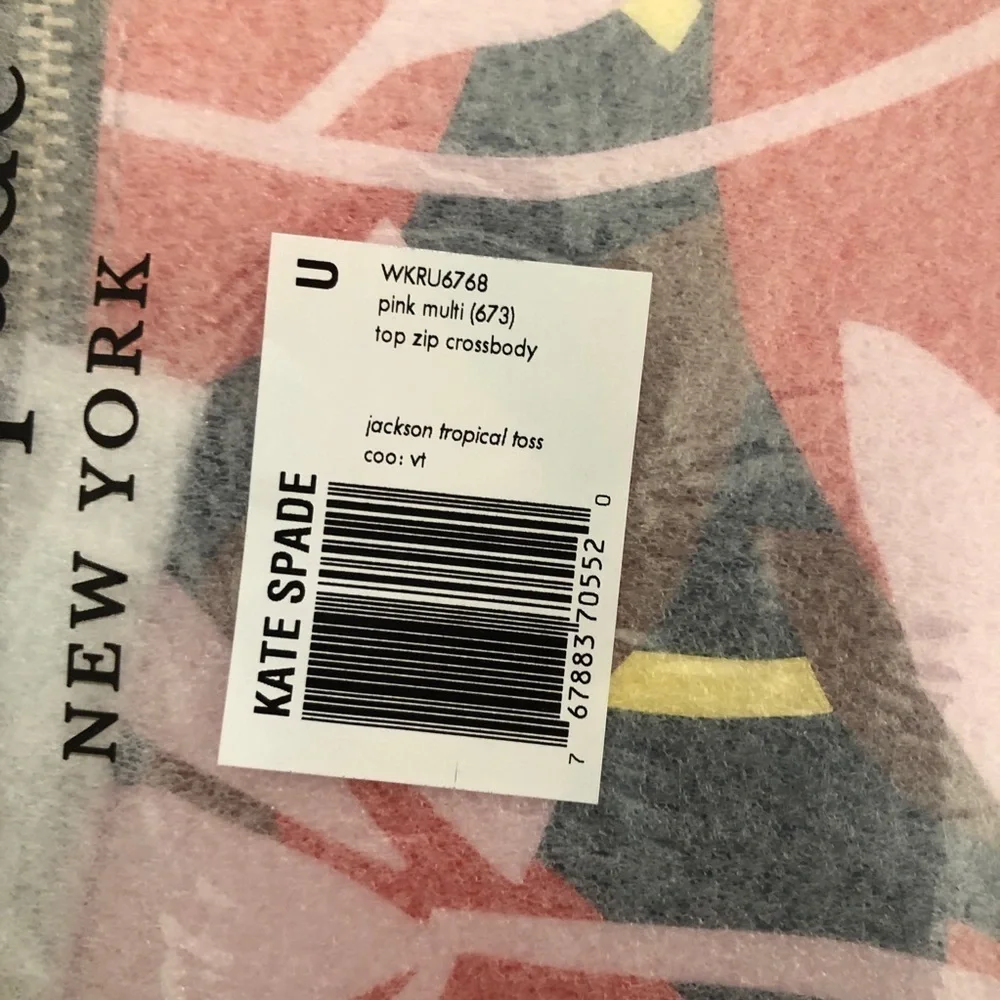 U
WKRU6768
pink multi (673)
top zip crossbody
jackson tropical toss
coo: vt
KATE SPADE
7 67883 70552 0
NEW YORK